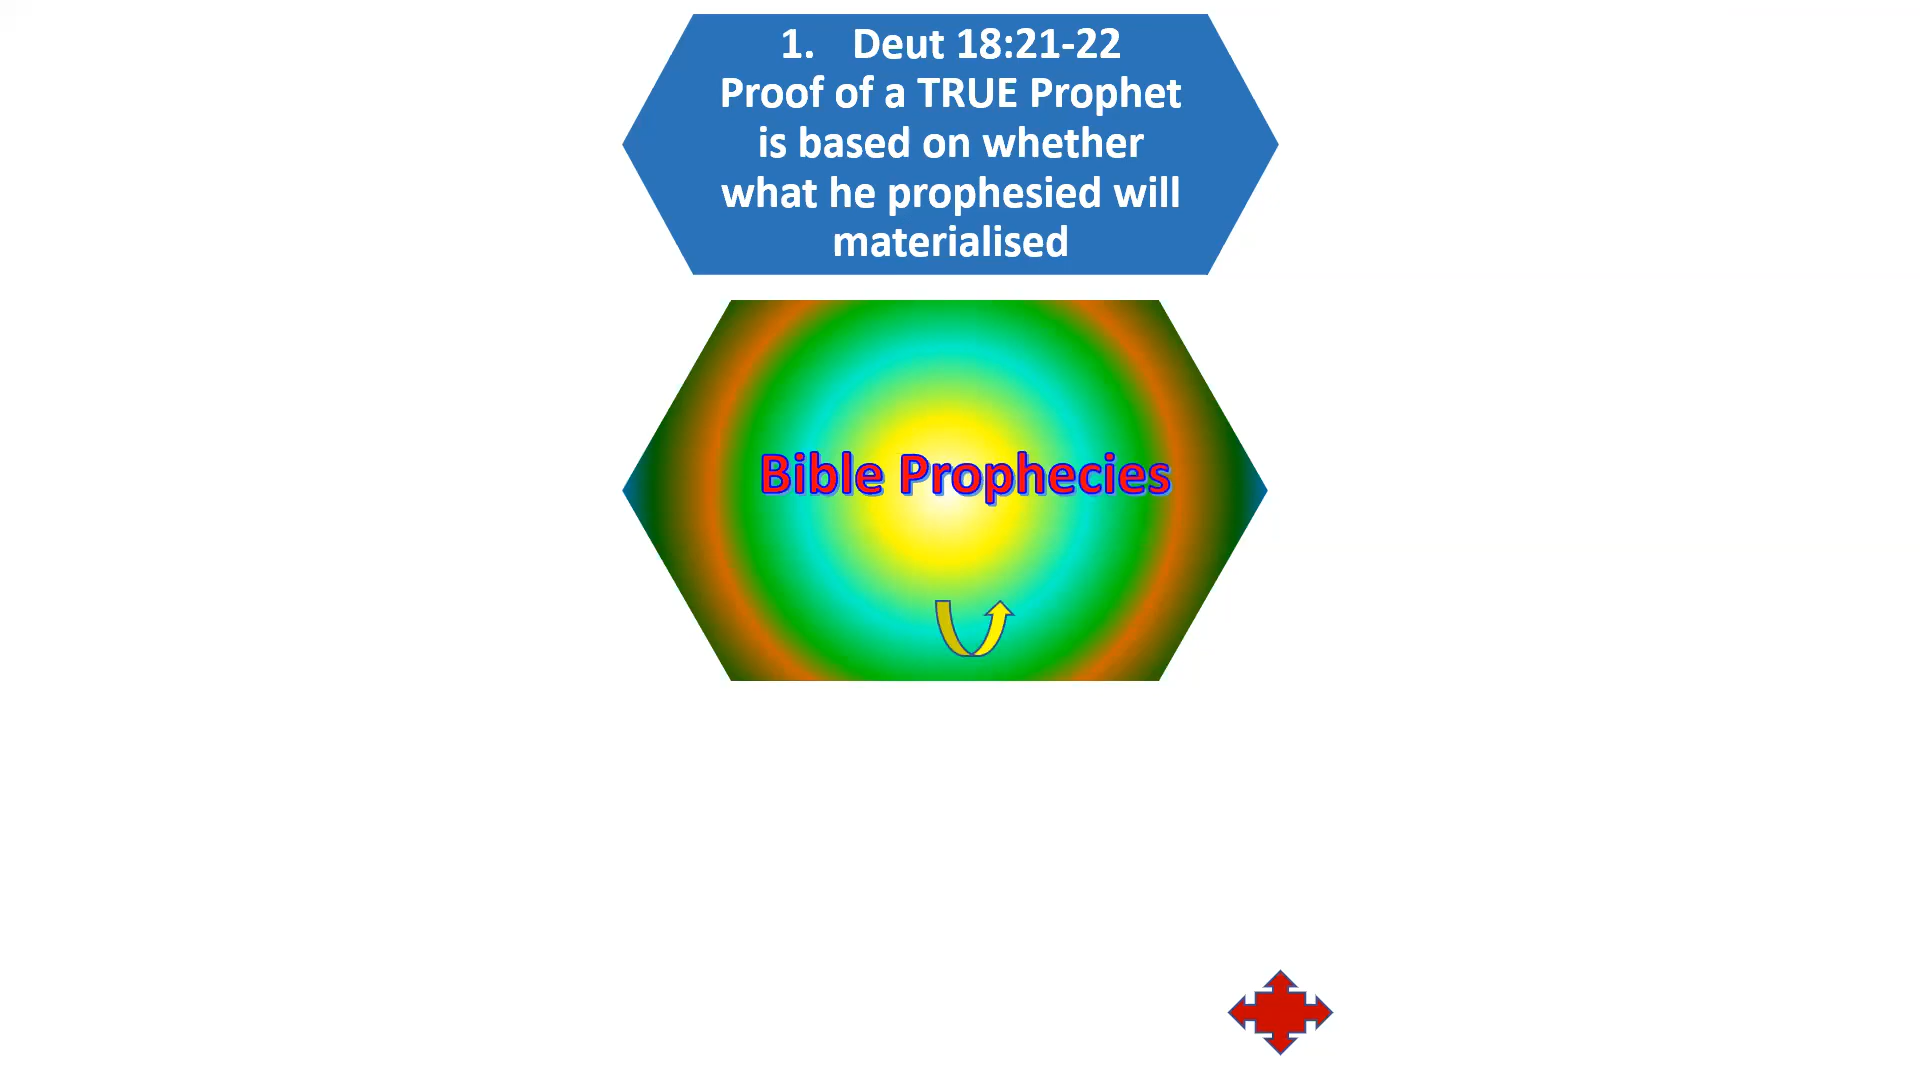 1. Deut 18:21-22
Proof of a TRUE Prophet
is based on whether
what he prophesied will
materialised
Bible Prophecies